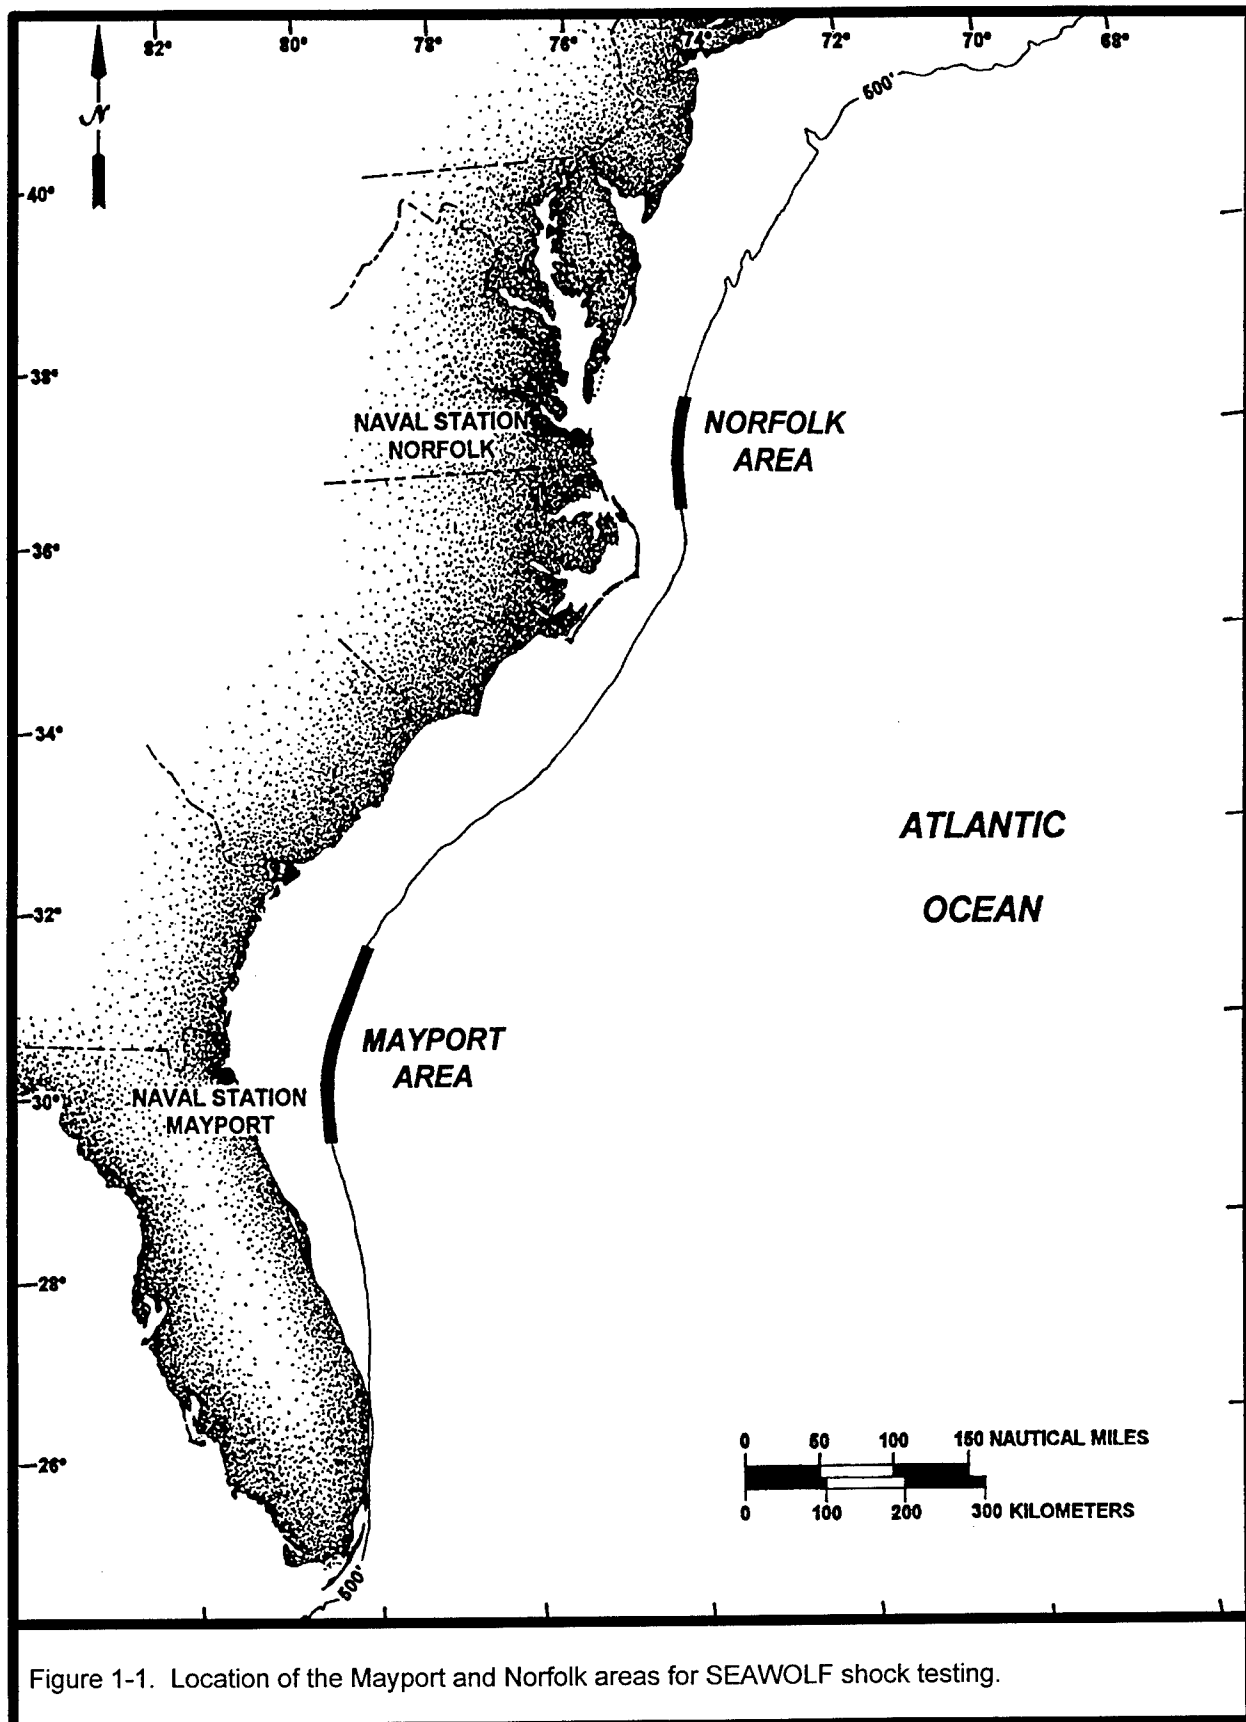 82° 80° 78° 76° 74° 72° 70° 68°
500'
N
40°
38°
NAVAL STATION
NORFOLK
NORFOLK
AREA
36°
34°
ATLANTIC
OCEAN
32°
MAYPORT
AREA
NAVAL STATION
MAYPORT
30°
28°
26°
0 50 100 150 NAUTICAL MILES
0 100 200 300 KILOMETERS
500'
Figure 1-1. Location of the Mayport and Norfolk areas for SEAWOLF shock testing.